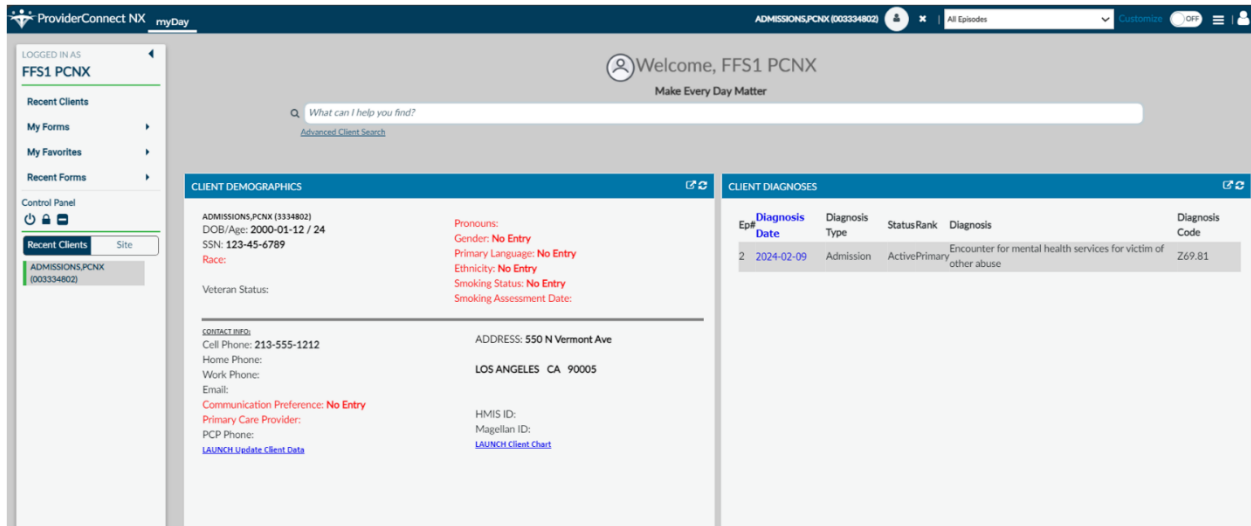 ProviderConnect NX myDay
ADMISSIONS,PCNX (003334802) All Episodes Customize OFF
LOGGED IN AS
FFS1 PCNX
Recent Clients
My Forms
My Favorites
Recent Forms
Control Panel
Recent Clients Site
ADMISSIONS,PCNX
(003334802)
Welcome, FFS1 PCNX
Make Every Day Matter
What can I help you find?
Advanced Client Search
CLIENT DEMOGRAPHICS
ADMISSIONS,PCNX (3334802)
DOB/Age: 2000-01-12 / 24
SSN: 123-45-6789
Race:
Veteran Status:
Pronouns:
Gender: No Entry
Primary Language: No Entry
Ethnicity: No Entry
Smoking Status: No Entry
Smoking Assessment Date:
CONTACT INFO:
Cell Phone: 213-555-1212
Home Phone:
Work Phone:
Email:
Communication Preference: No Entry
Primary Care Provider:
PCP Phone:
LAUNCH Update Client Data
ADDRESS: 550 N Vermont Ave
LOS ANGELES CA 90005
HMIS ID:
Magellan ID:
LAUNCH Client Chart
CLIENT DIAGNOSES
Ep# Diagnosis Date Diagnosis Type Status Rank Diagnosis Diagnosis Code
2 2024-02-09 Admission Active Primary Encounter for mental health services for victim of other abuse Z69.81